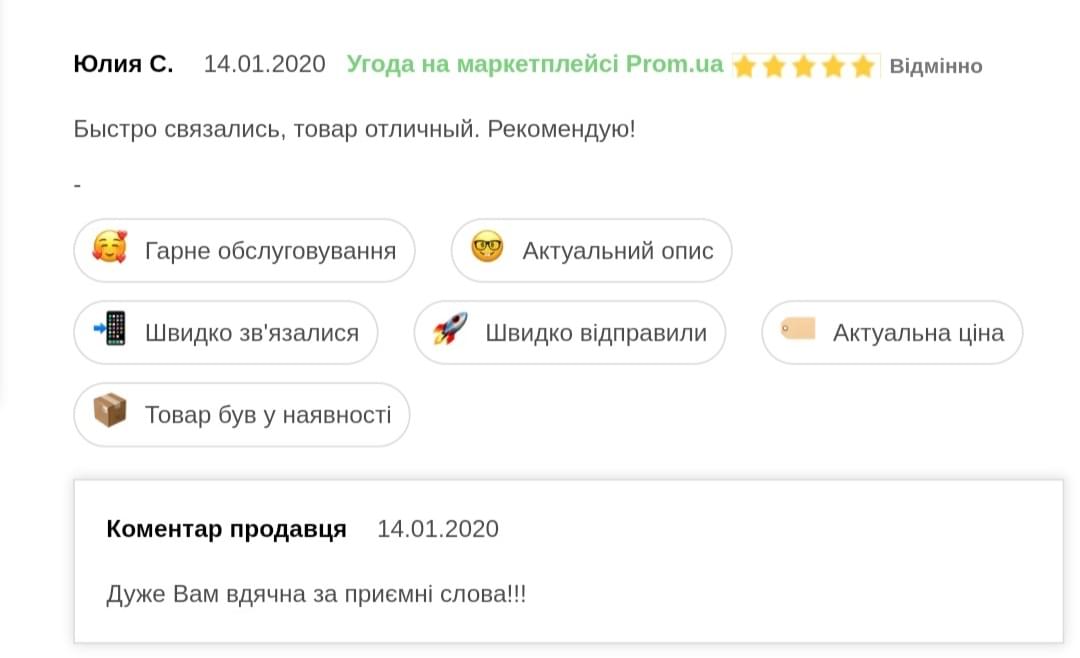 Юлия С. 14.01.2020 Угода на маркетплейсі Prom.ua Відмінно
Быстро связались, товар отличный. Рекомендую!
-
Гарне обслуговування Актуальний опис
Швидко зв'язалися Швидко відправили Актуальна ціна
Товар був у наявності
Коментар продавця 14.01.2020
Дуже Вам вдячна за приємні слова!!!